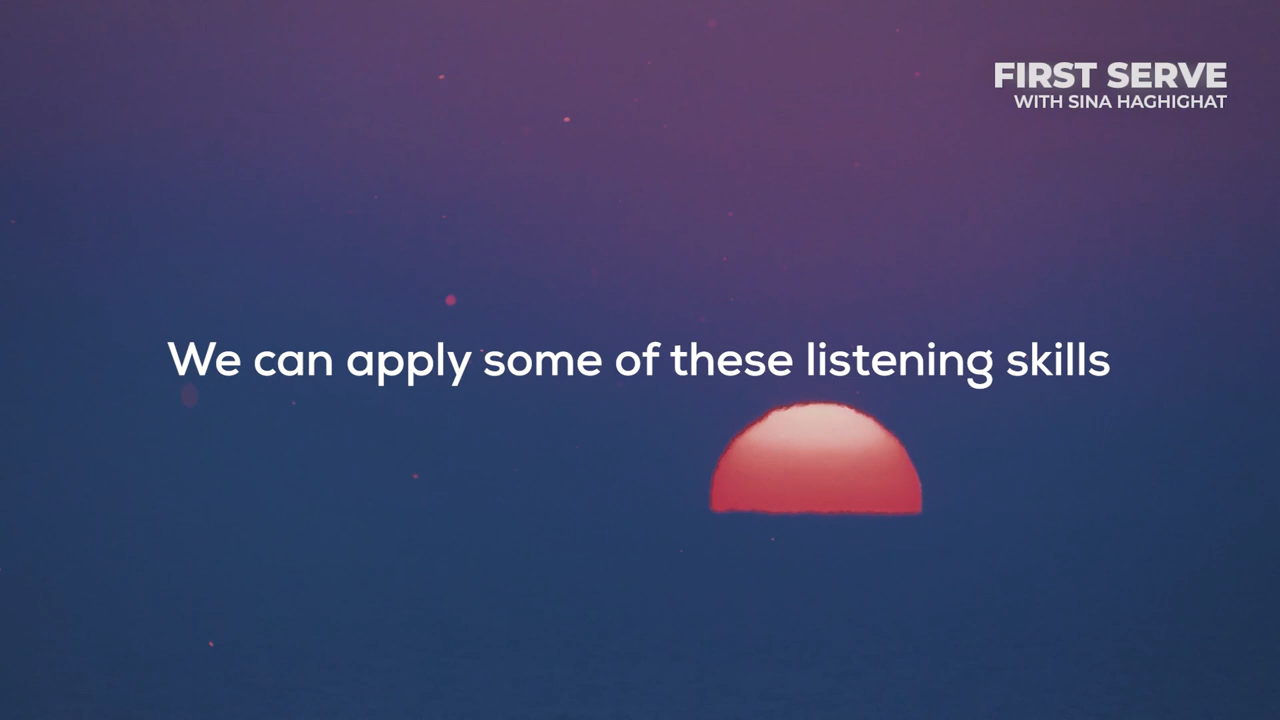 FIRST SERVE
WITH SINA HAGHIGHAT
We can apply some of these listening skills